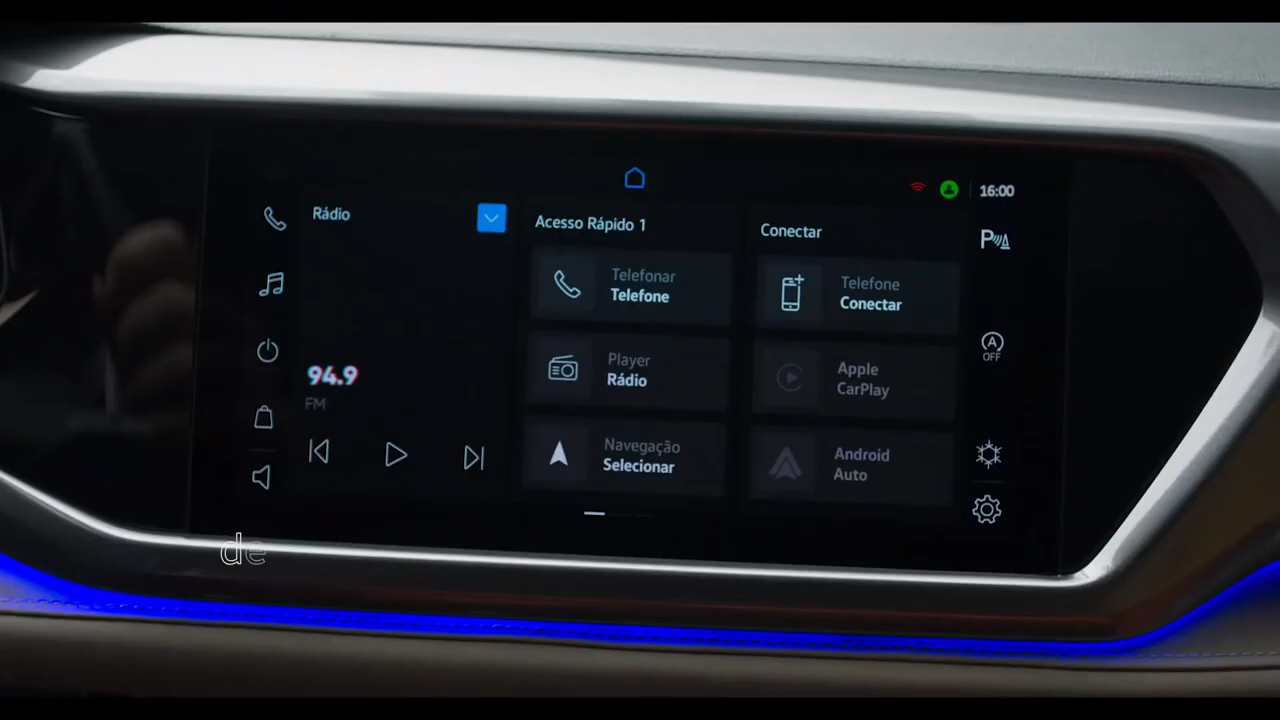 16:00
Rádio
Acesso Rápido 1
Conectar
P
Telefonar
Telefone
Telefone
Conectar
A
OFF
Player
Rádio
Apple
CarPlay
94.9
FM
Navegação
Selecionar
Android
Auto
de